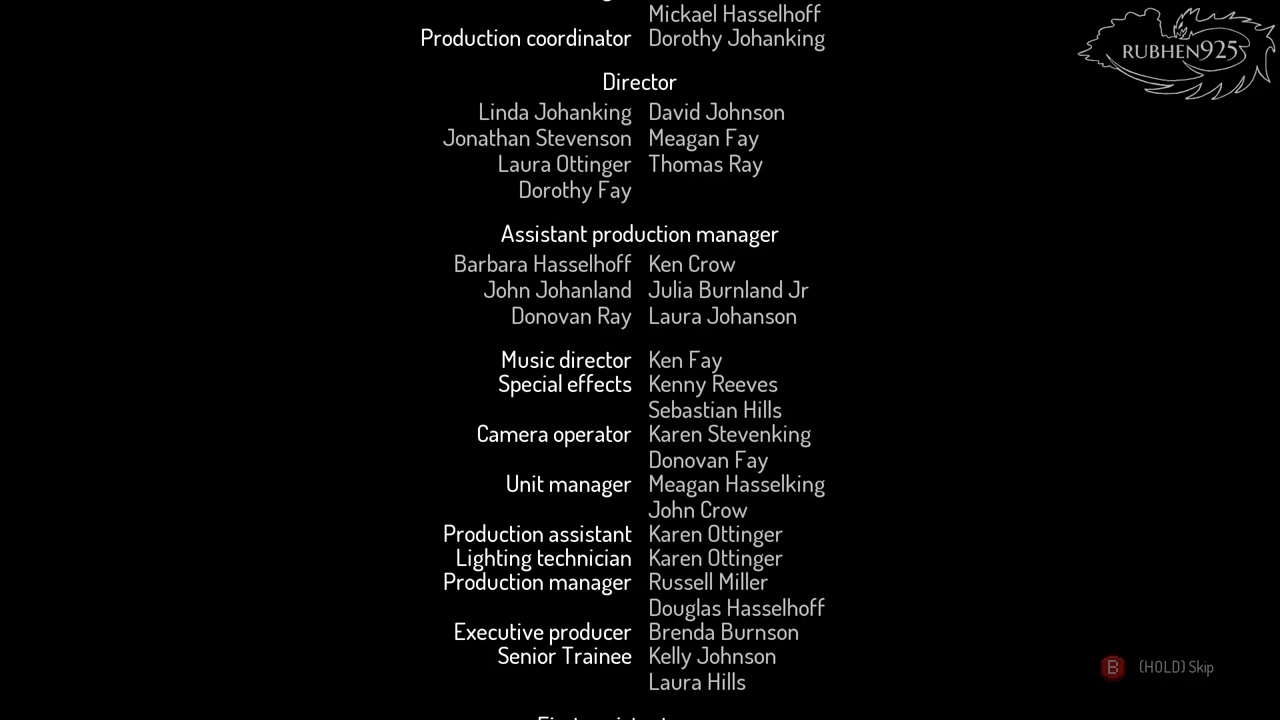 Mickael Hasselhoff
Production coordinator Dorothy Johanking
RUBHEN925
Director
Linda Johanking David Johnson
Jonathan Stevenson Meagan Fay
Laura Ottinger Thomas Ray
Dorothy Fay
Assistant production manager
Barbara Hasselhoff Ken Crow
John Johanland Julia Burnland Jr
Donovan Ray Laura Johanson
Music director Ken Fay
Special effects Kenny Reeves
Sebastian Hills
Camera operator Karen Stevenking
Donovan Fay
Unit manager Meagan Hasselking
John Crow
Production assistant Karen Ottinger
Lighting technician Karen Ottinger
Production manager Russell Miller
Douglas Hasselhoff
Executive producer Brenda Burnson
Senior Trainee Kelly Johnson
B (HOLD) Skip
Laura Hills